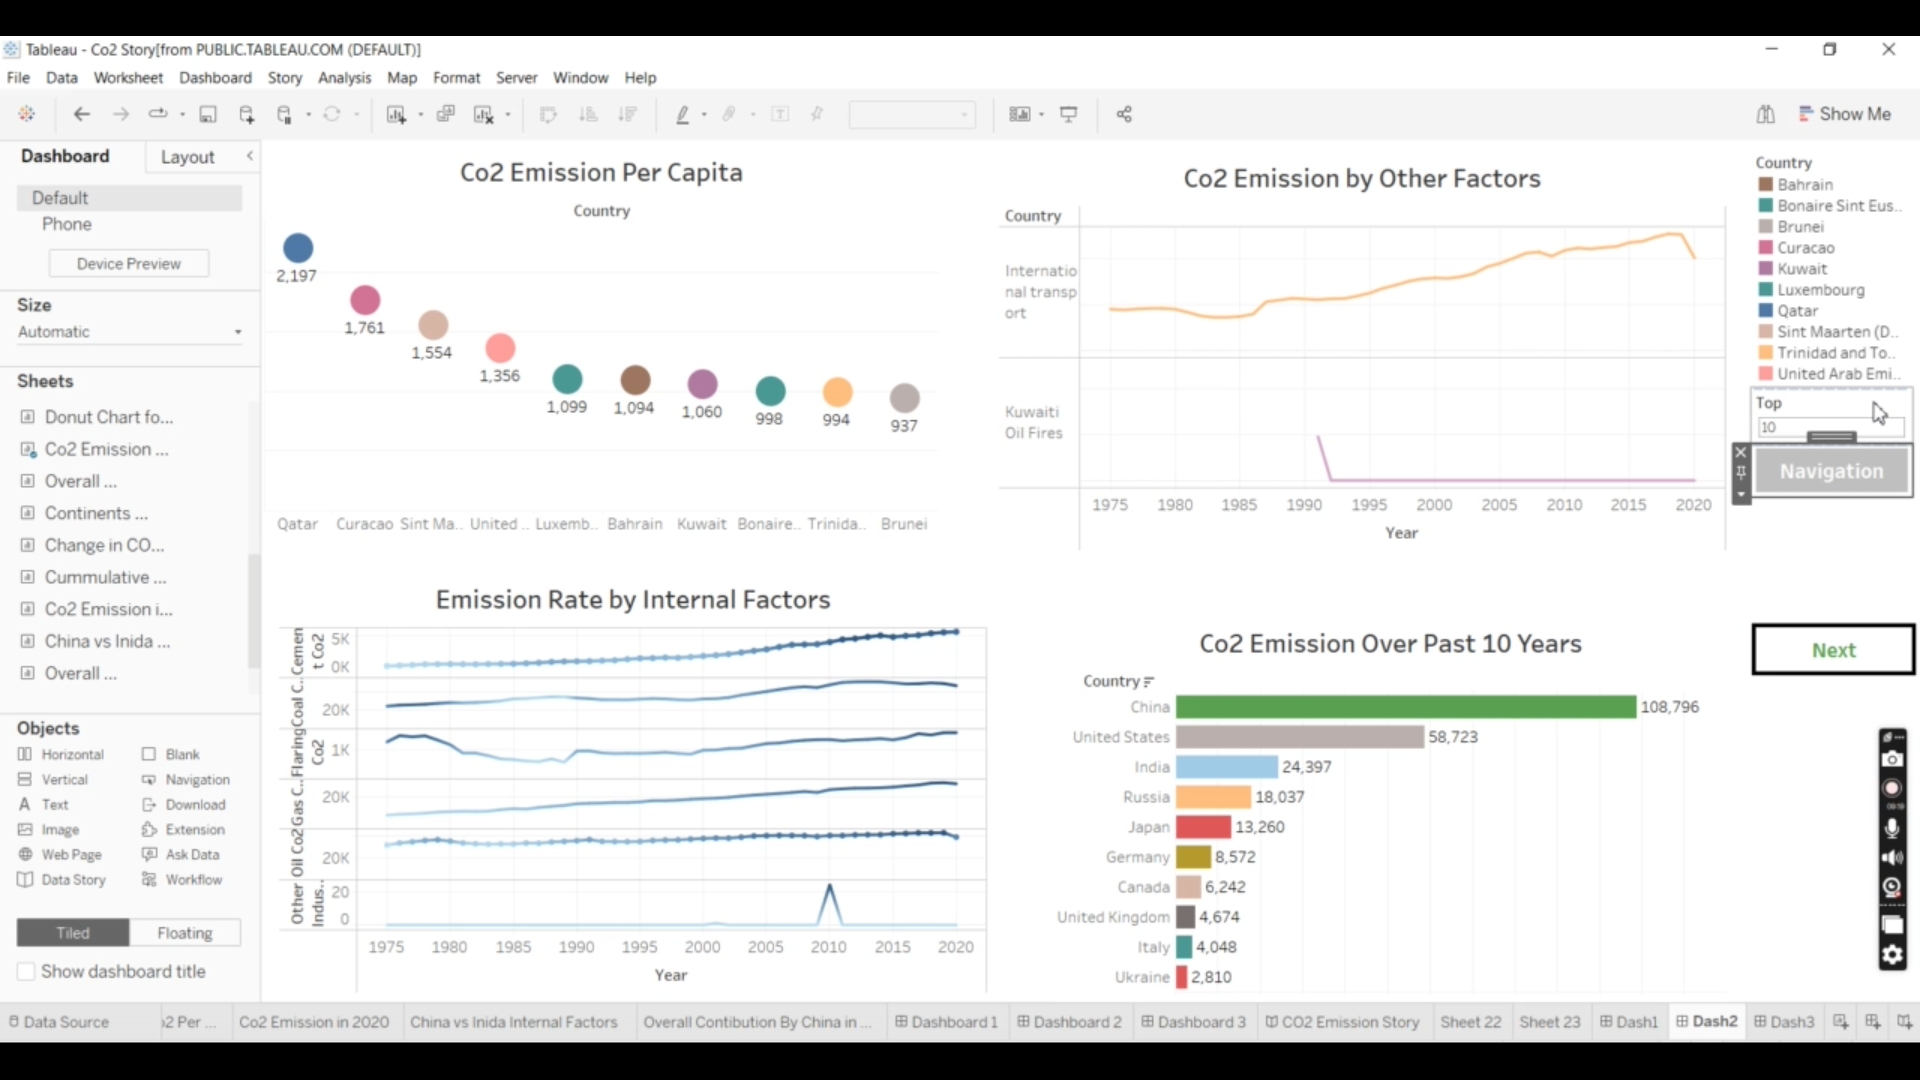 Tableau - Co2 Story[from PUBLIC.TABLEAU.COM (DEFAULT)]
File Data Worksheet Dashboard Story Analysis Map Format Server Window Help
Show Me
Dashboard Layout
Default
Phone
Device Preview
Size
Automatic
Sheets
Donut Chart fo...
Co2 Emission ...
Overall ...
Continents ...
Change in CO...
Cummulative ...
Co2 Emission i...
China vs Inida ...
Overall ...
Objects
Horizontal Blank
Vertical Navigation
Text Download
Image Extension
Web Page Ask Data
Data Story Workflow
Tiled Floating
Show dashboard title
Co2 Emission Per Capita
Country
2,197
1,761
1,554
1,356
1,099
1,094
1,060
998
994
937
Qatar Curacao Sint Ma.. United .. Luxemb.. Bahrain Kuwait Bonaire.. Trinida.. Brunei
Co2 Emission by Other Factors
Country
Internatio
nal transp
ort
Kuwaiti
Oil Fires
1975 1980 1985 1990 1995 2000 2005 2010 2015 2020
Year
Country
Bahrain
Bonaire Sint Eus..
Brunei
Curacao
Kuwait
Luxembourg
Qatar
Sint Maarten (D..
Trinidad and To..
United Arab Emi..
Top
10
Navigation
Next
Emission Rate by Internal Factors
Cemen
t Co2
5K
0K
Coal C..
20K
Flaring
Co2
1K
Gas C..
20K
Oil Co2
20K
Other
Indus..
20
0
1975 1980 1985 1990 1995 2000 2005 2010 2015 2020
Year
Co2 Emission Over Past 10 Years
Country
China 108,796
United States 58,723
India 24,397
Russia 18,037
Japan 13,260
Germany 8,572
Canada 6,242
United Kingdom 4,674
Italy 4,048
Ukraine 2,810
Data Source 2 Per ... Co2 Emission in 2020 China vs Inida Internal Factors Overall Contibution By China in ... Dashboard 1 Dashboard 2 Dashboard 3 CO2 Emission Story Sheet 22 Sheet 23 Dash1 Dash2 Dash3